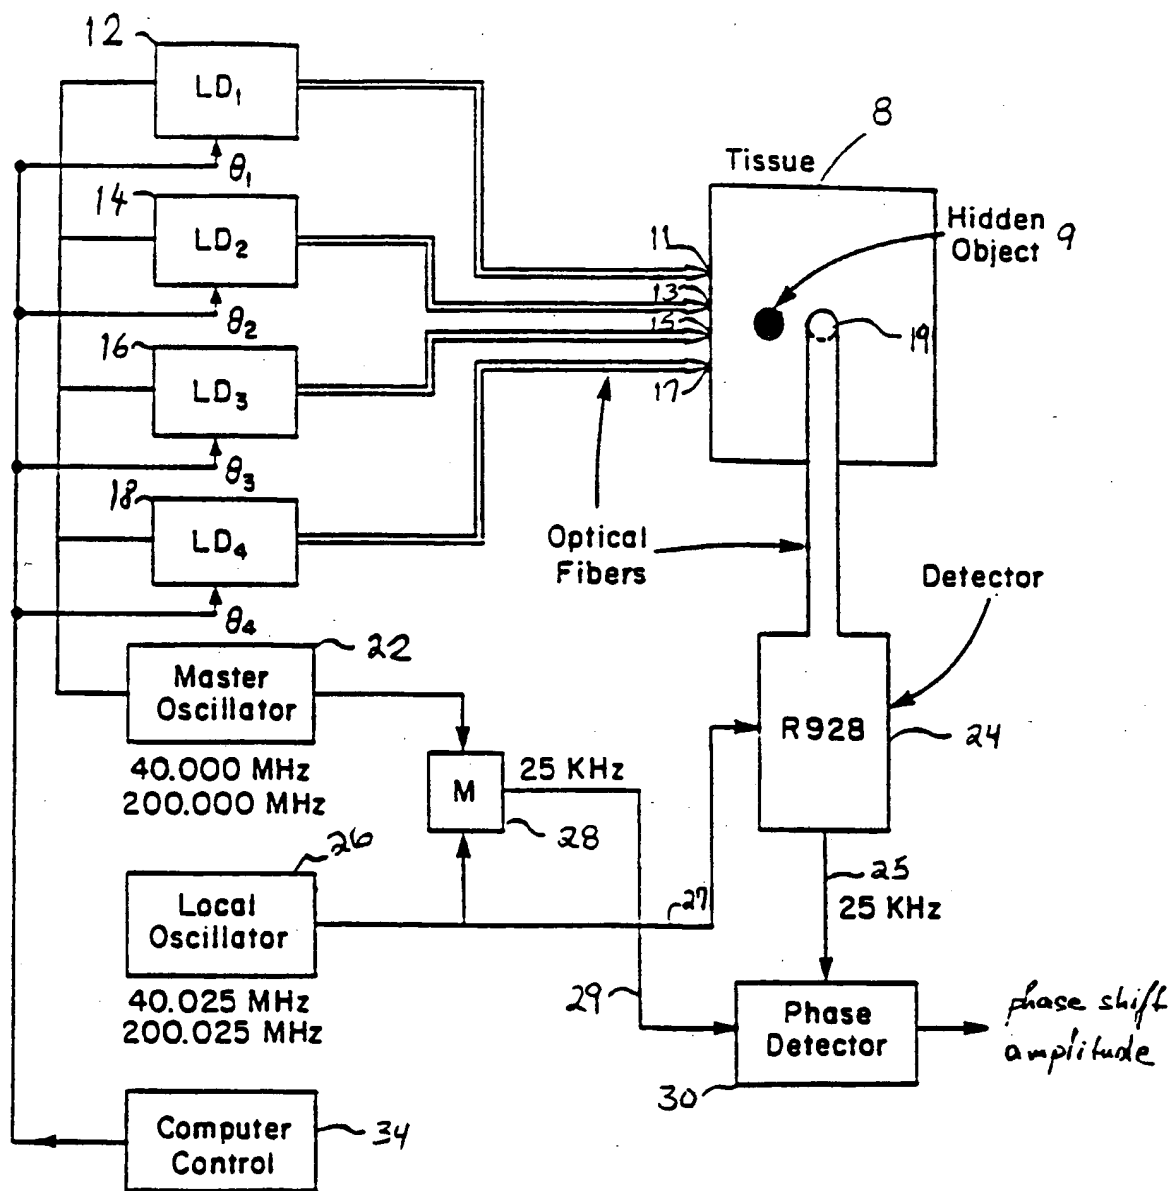 12
LD1
θ1
14
LD2
θ2
16
LD3
θ3
18
LD4
θ4
8
Tissue
Hidden
Object 9
11
13
15
17
19
Optical
Fibers
Detector
22
Master
Oscillator
40.000 MHz
200.000 MHz
M
25 KHz
28
R928
24
26
Local
Oscillator
40.025 MHz
200.025 MHz
27
25
25 KHz
29
Phase
Detector
30
phase shift
amplitude
Computer
Control
34